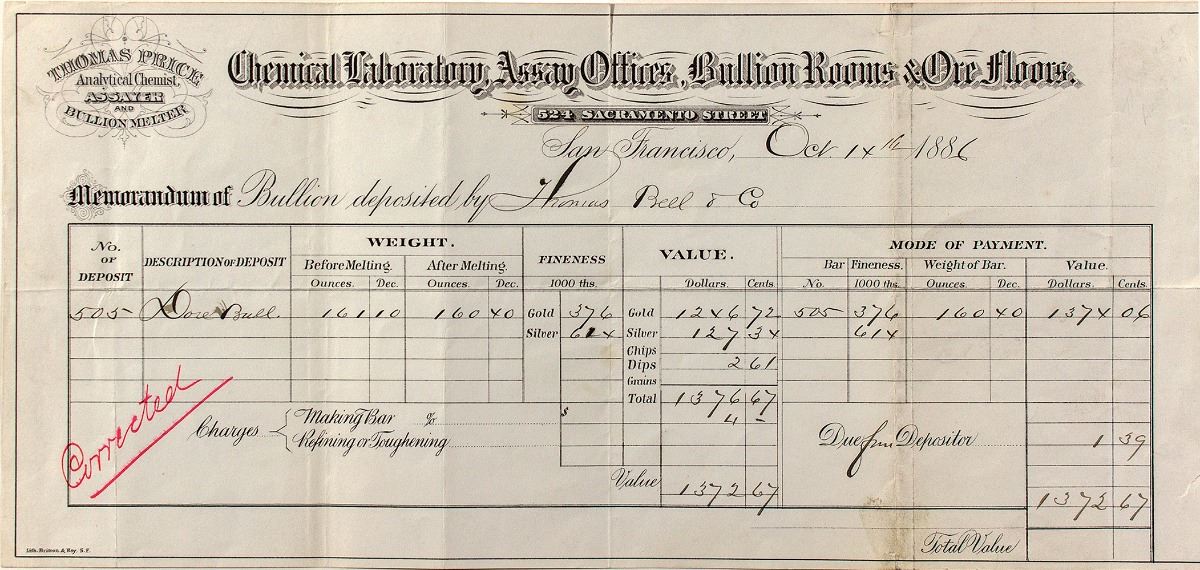 THOMAS PRICE
Analytical Chemist,
ASSAYER
AND
BULLION MELTER
Chemical Laboratory, Assay Offices, Bullion Rooms & Ore Floors.
524 SACRAMENTO STREET
San Francisco, Oct. 14th 1886
Memorandum of Bullion deposited by Thomas Bell & Co
No. OF DEPOSIT DESCRIPTION OF DEPOSIT WEIGHT. FINENESS VALUE. MODE OF PAYMENT.
Before Melting. After Melting. Bar Fineness. Weight of Bar. Value.
Ounces. Dec. Ounces. Dec. 1000 ths. Dollars. Cents No. 1000 ths. Ounces. Dec. Dollars. Cents.
505 Dore Bull. 161 10 160 40 Gold 376 Gold 1246 72 505 376 160 40 1374 06
Silver 614 Silver 127 34 614
Chips
Dips 2 61
Grains
Total 1376 67
Corrected
Charges Making Bar % $ 4 -
Refining or Toughening
Due from Depositor 1 39
Value 1372 67 1372 67
Total Value
Lith. Britton & Rey. S.F.